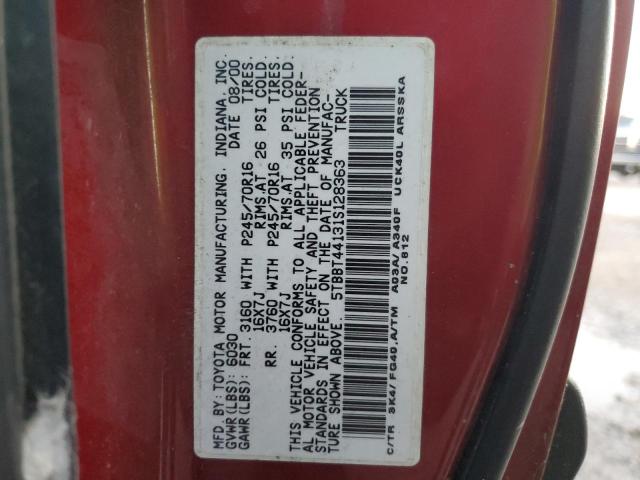 MFD. BY: TOYOTA MOTOR MANUFACTURING. INDIANA, INC.
GVWR(LBS): 6030 DATE 08/00
GAWR(LBS): FRT. 3160 WITH P245/70R16 TIRES.
16X7J RIMS.AT 26 PSI COLD.
RR. 3760 WITH P245/70R16 TIRES.
16X7J RIMS.AT 35 PSI COLD.
THIS VEHICLE CONFORMS TO ALL APPLICABLE FEDER-
AL MOTOR VEHICLE SAFETY AND THEFT PREVENTION
STANDARDS IN EFFECT ON THE DATE OF MANUFAC-
TURE SHOWN ABOVE. 5TBBT44131S128363 TRUCK
C/TR 3K4/FG40 .A/TM A03A/A340F UCK40L ARSSKA
NO.812